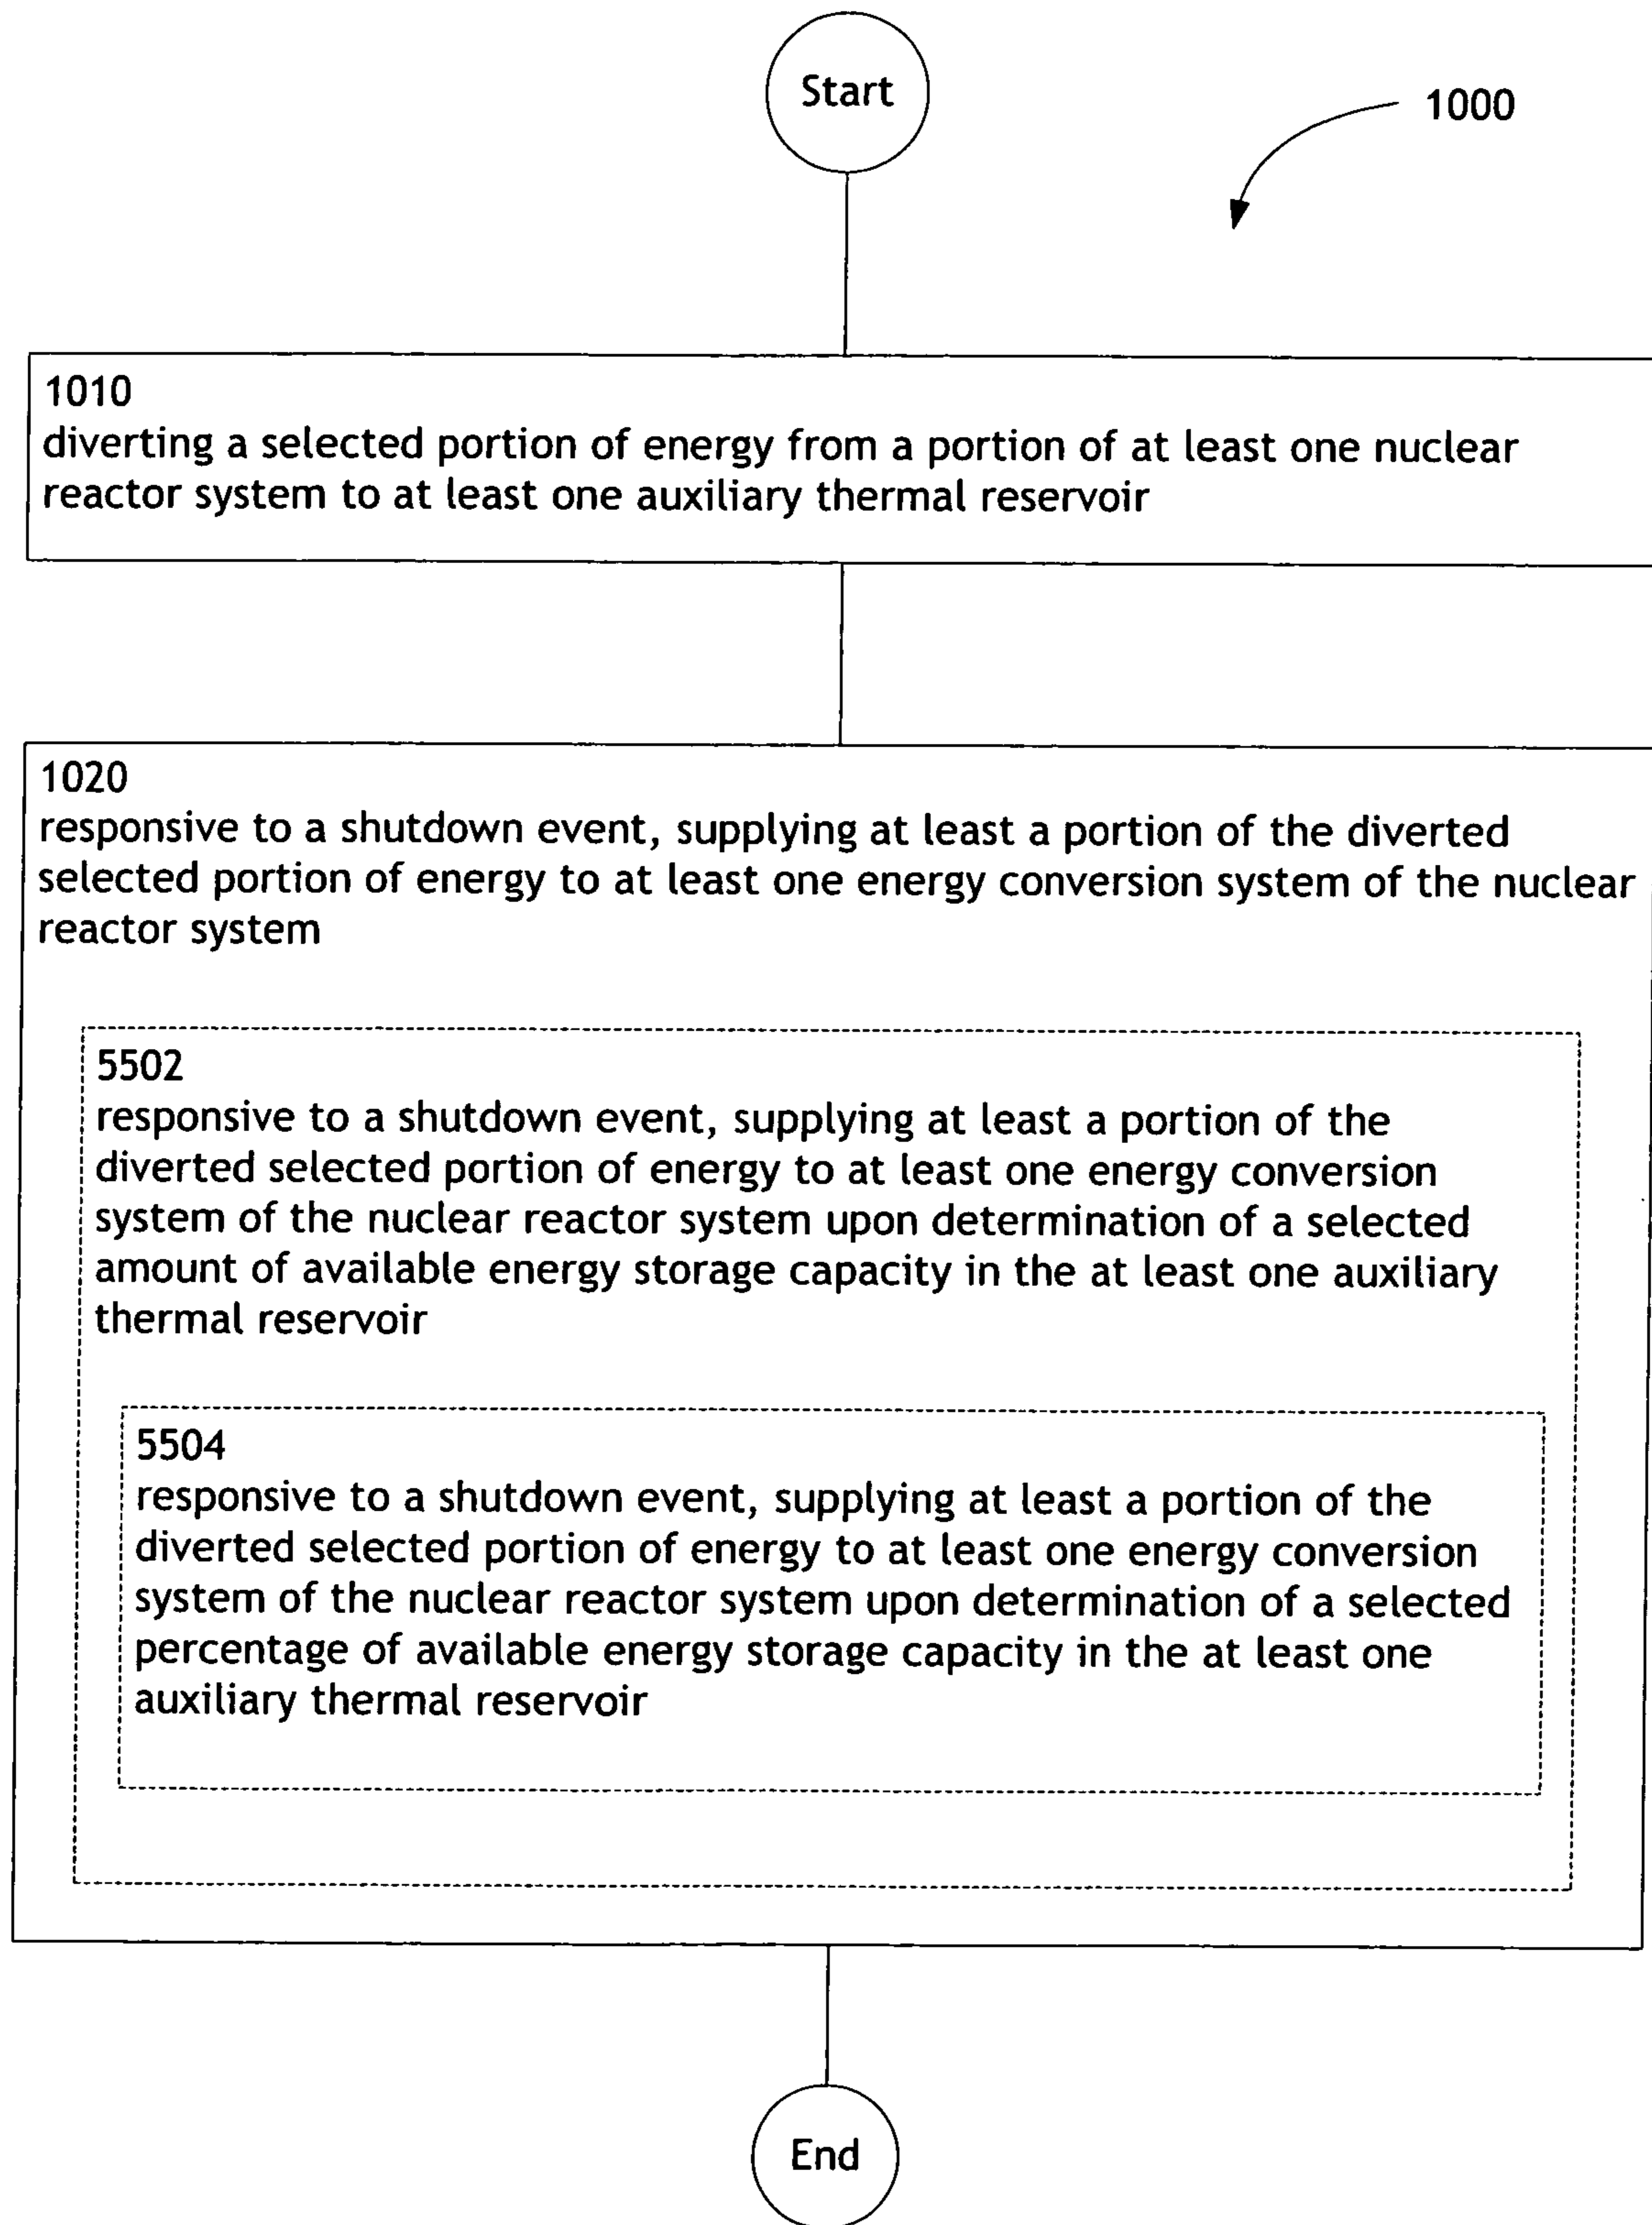 Start
1000
1010
diverting a selected portion of energy from a portion of at least one nuclear
reactor system to at least one auxiliary thermal reservoir
1020
responsive to a shutdown event, supplying at least a portion of the diverted
selected portion of energy to at least one energy conversion system of the nuclear
reactor system
5502
responsive to a shutdown event, supplying at least a portion of the
diverted selected portion of energy to at least one energy conversion
system of the nuclear reactor system upon determination of a selected
amount of available energy storage capacity in the at least one auxiliary
thermal reservoir
5504
responsive to a shutdown event, supplying at least a portion of the
diverted selected portion of energy to at least one energy conversion
system of the nuclear reactor system upon determination of a selected
percentage of available energy storage capacity in the at least one
auxiliary thermal reservoir
End